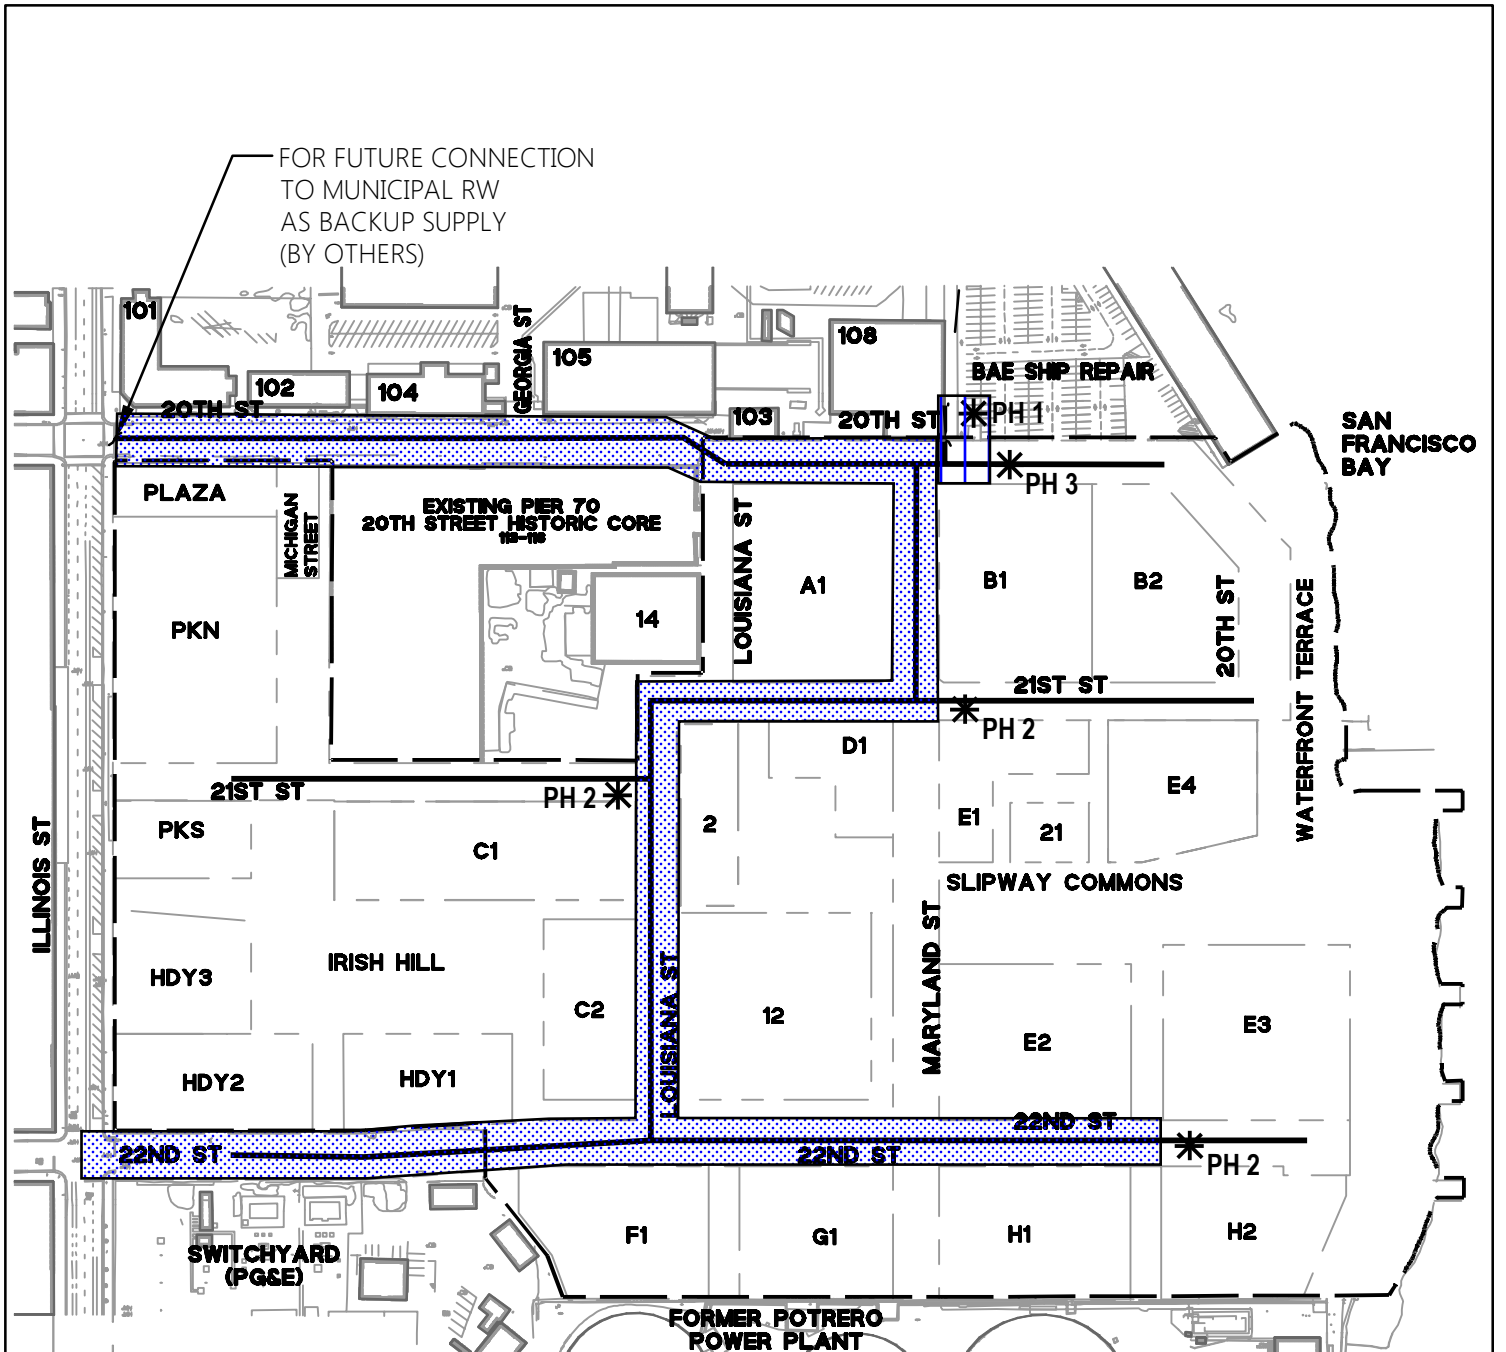 FOR FUTURE CONNECTION
TO MUNICIPAL RW
AS BACKUP SUPPLY
(BY OTHERS)
101
102
104
GEORGIA ST
105
103
108
BAE SHIP REPAIR
20TH ST
20TH ST
PH 1
PH 3
SAN
FRANCISCO
BAY
PLAZA
MICHIGAN
STREET
EXISTING PIER 70
20TH STREET HISTORIC CORE
LOUISIANA ST
A1
B1
B2
20TH ST
WATERFRONT TERRACE
PKN
14
21ST ST
PH 2
D1
21ST ST
PH 2
PKS
C1
2
E1
21
E4
SLIPWAY COMMONS
ILLINOIS ST
HDY3
IRISH HILL
C2
LOUISIANA ST
12
MARYLAND ST
E2
E3
HDY2
HDY1
22ND ST
22ND ST
22ND ST
PH 2
SWITCHYARD
(PG&E)
F1
G1
H1
H2
FORMER POTRERO
POWER PLANT